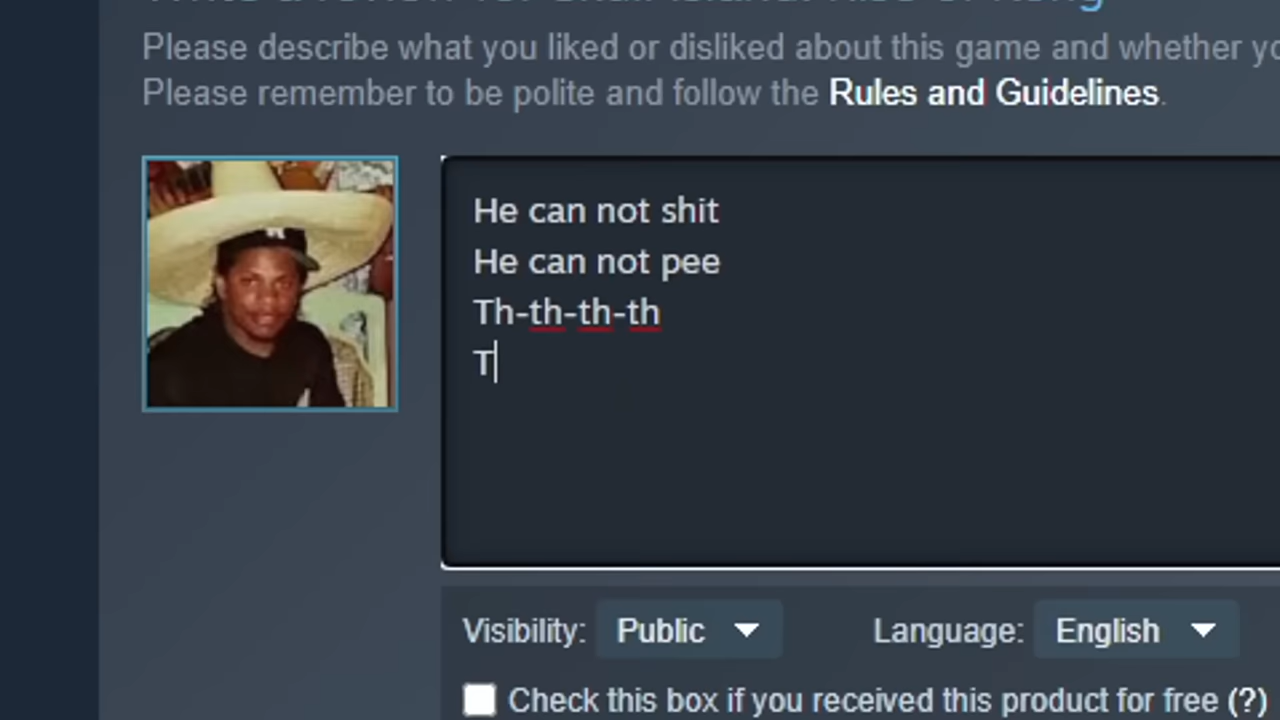 Please describe what you liked or disliked about this game and whether
Please remember to be polite and follow the Rules and Guidelines.
He can not shit
He can not pee
Th-th-th-th
T
Visibility: Public
Language: English
Check this box if you received this product for free (?)